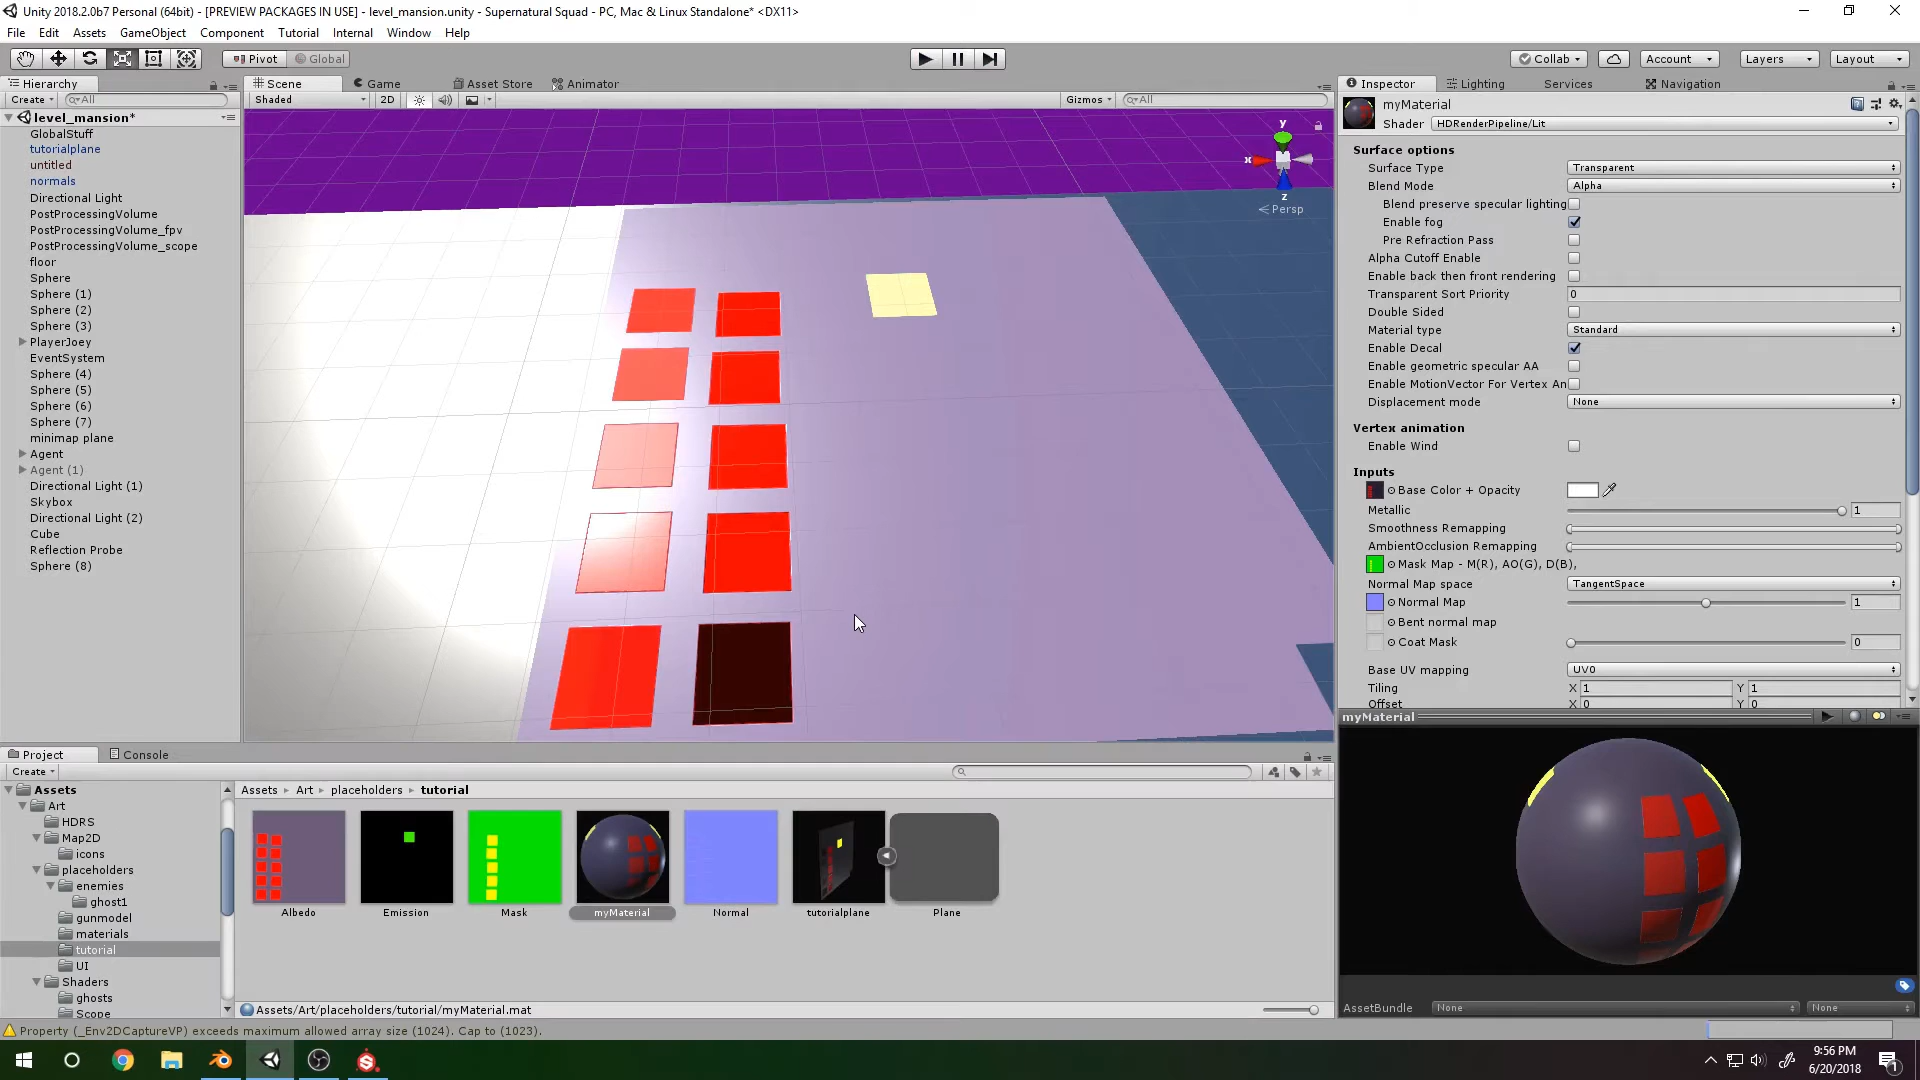 Unity 2018.2.0b7 Personal (64bit) - [PREVIEW PACKAGES IN USE] - level_mansion.unity - Supernatural Squad - PC, Mac & Linux Standalone* <DX11>
File Edit Assets GameObject Component Tutorial Internal Window Help
Pivot Global Collab Account Layers Layout
Hierarchy Scene Game Asset Store Animator Inspector Lighting Services Navigation
Create All Shaded 2D Gizmos All myMaterial
Shader HDRenderPipeline/Lit
level_mansion*
GlobalStuff
tutorialplane
untitled
normals
Directional Light
PostProcessingVolume
PostProcessingVolume_fpv
PostProcessingVolume_scope
floor
Sphere
Sphere (1)
Sphere (2)
Sphere (3)
PlayerJoey
EventSystem
Sphere (4)
Sphere (5)
Sphere (6)
Sphere (7)
minimap plane
Agent
Agent (1)
Directional Light (1)
Skybox
Directional Light (2)
Cube
Reflection Probe
Sphere (8)
y
x
z
Persp
Surface options
Surface Type Transparent
Blend Mode Alpha
Blend preserve specular lighting
Enable fog
Pre Refraction Pass
Alpha Cutoff Enable
Enable back then front rendering
Transparent Sort Priority 0
Double Sided
Material type Standard
Enable Decal
Enable geometric specular AA
Enable MotionVector For Vertex An
Displacement mode None
Vertex animation
Enable Wind
Inputs
Base Color + Opacity
Metallic 1
Smoothness Remapping
AmbientOcclusion Remapping
Mask Map - M(R), AO(G), D(B),
Normal Map space TangentSpace
Normal Map 1
Bent normal map
Coat Mask 0
Base UV mapping UV0
Tiling X 1 Y 1
Offset X 0 Y 0
myMaterial
Project Console
Create
Assets
Art
HDRS
Map2D
icons
placeholders
enemies
ghost1
gunmodel
materials
tutorial
UI
Shaders
ghosts
Scope
Assets Art placeholders tutorial
Albedo Emission Mask myMaterial Normal tutorialplane Plane
Assets/Art/placeholders/tutorial/myMaterial.mat
AssetBundle None None
Property (_Env2DCaptureVP) exceeds maximum allowed array size (1024). Cap to (1023).
9:56 PM
6/20/2018
1